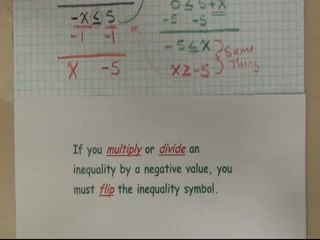 -x ≤ 5
-1 -1 =
x -5
0 ≤ 5+x
-5 -5
-5 ≤ x
x ≥ -5
Same
Thing
If you multiply or divide an
inequality by a negative value, you
must flip the inequality symbol.